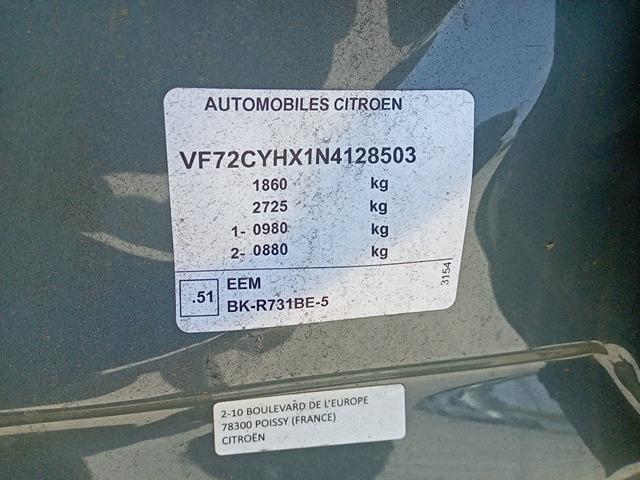 AUTOMOBILES CITROEN
VF72CYHX1N4128503
1860 kg
2725 kg
1- 0980 kg
2- 0880 kg
.51 EEM
BK-R731BE-5
3154
2-10 BOULEVARD DE L'EUROPE
78300 POISSY (FRANCE)
CITROËN